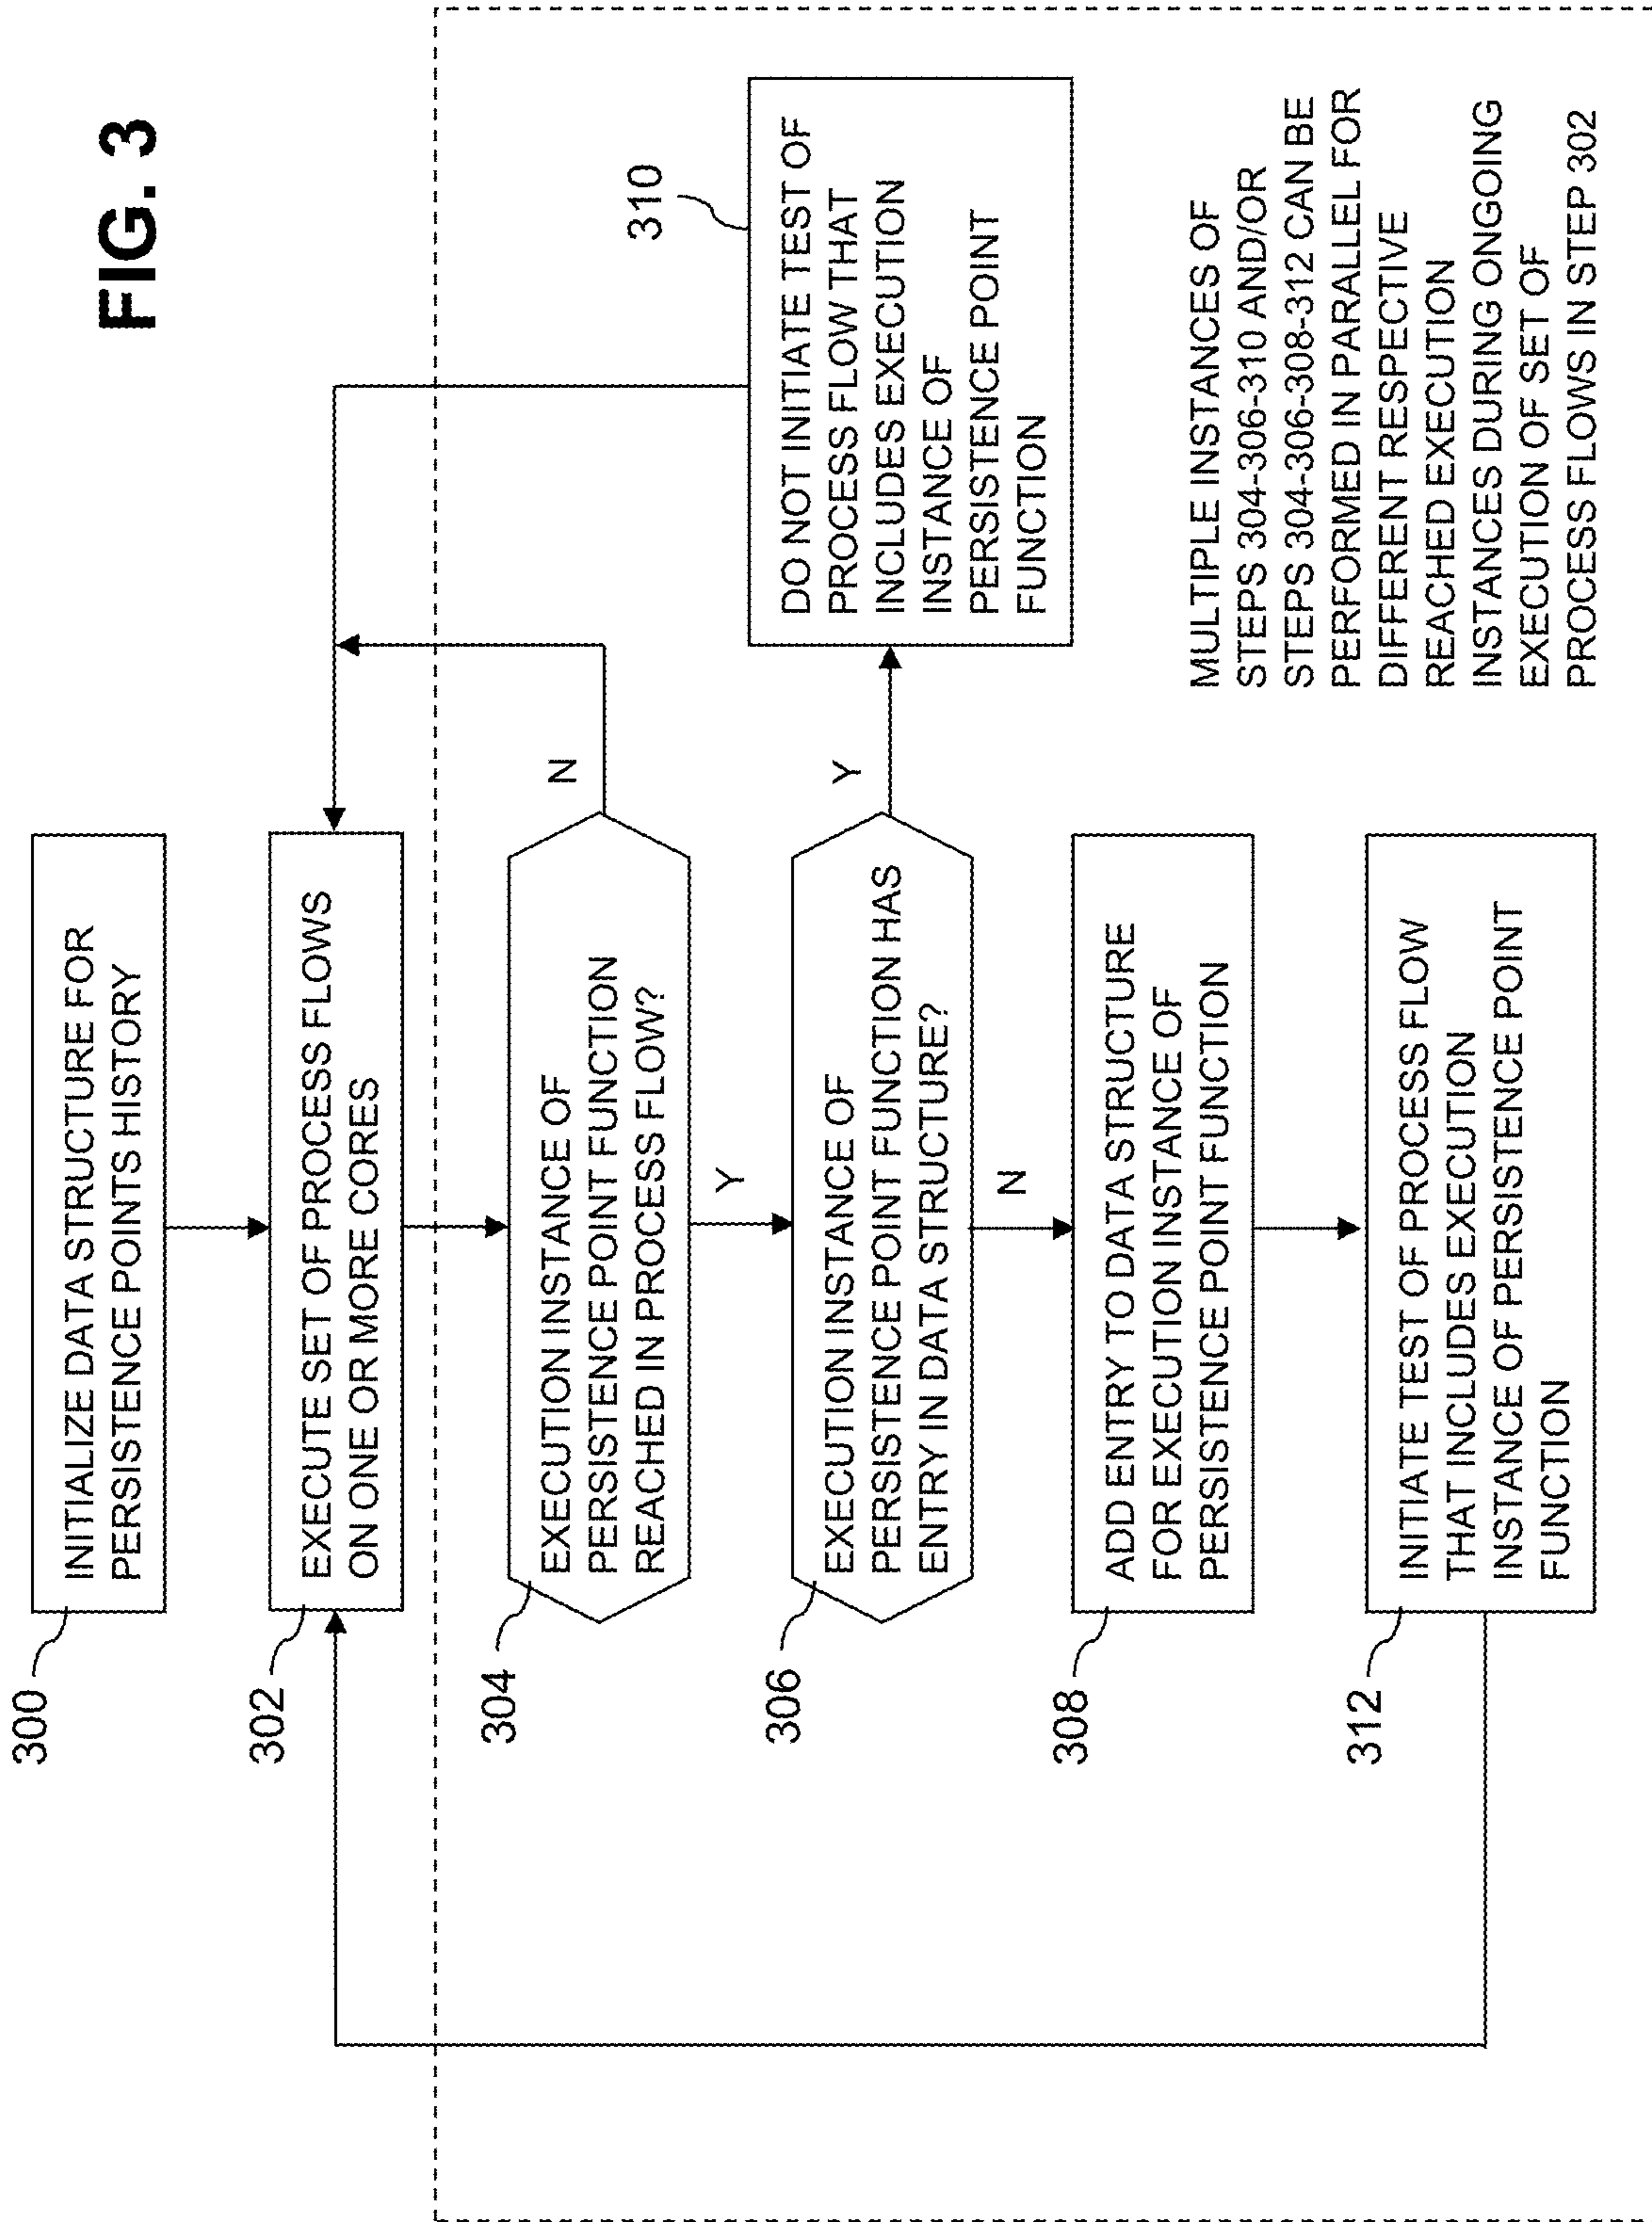 FIG. 3
300
INITIALIZE DATA STRUCTURE FOR
PERSISTENCE POINTS HISTORY
302
EXECUTE SET OF PROCESS FLOWS
ON ONE OR MORE CORES
304
EXECUTION INSTANCE OF
PERSISTENCE POINT FUNCTION
REACHED IN PROCESS FLOW?
N
Y
306
EXECUTION INSTANCE OF
PERSISTENCE POINT FUNCTION HAS
ENTRY IN DATA STRUCTURE?
Y
N
310
DO NOT INITIATE TEST OF
PROCESS FLOW THAT
INCLUDES EXECUTION
INSTANCE OF
PERSISTENCE POINT
FUNCTION
308
ADD ENTRY TO DATA STRUCTURE
FOR EXECUTION INSTANCE OF
PERSISTENCE POINT FUNCTION
312
INITIATE TEST OF PROCESS FLOW
THAT INCLUDES EXECUTION
INSTANCE OF PERSISTENCE POINT
FUNCTION
MULTIPLE INSTANCES OF
STEPS 304-306-310 AND/OR
STEPS 304-306-308-312 CAN BE
PERFORMED IN PARALLEL FOR
DIFFERENT RESPECTIVE
REACHED EXECUTION
INSTANCES DURING ONGOING
EXECUTION OF SET OF
PROCESS FLOWS IN STEP 302